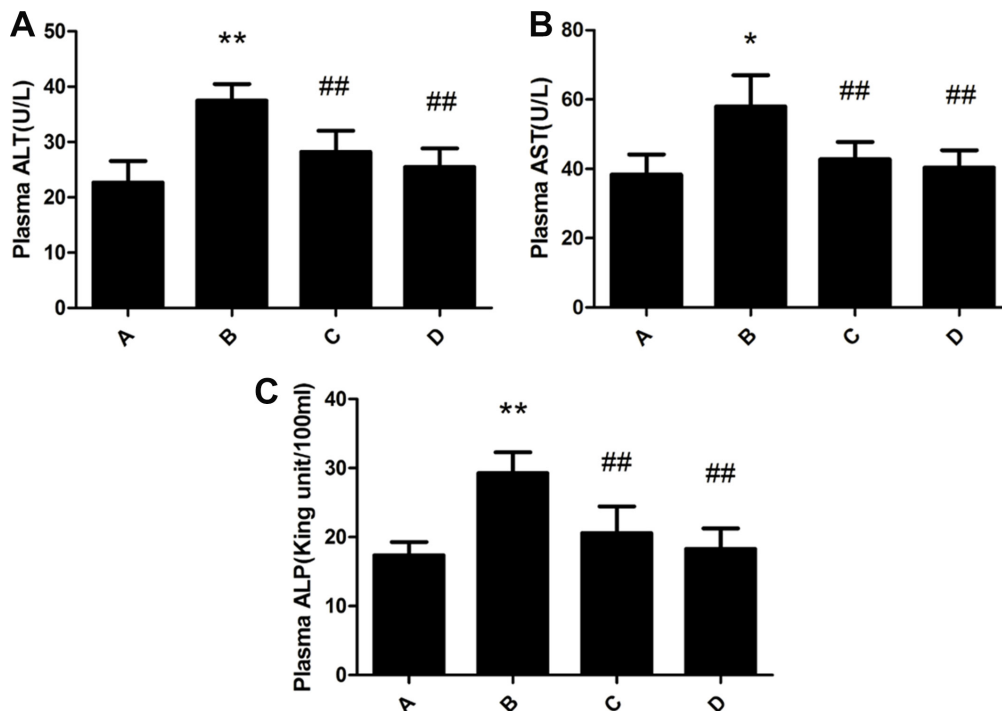 A
Plasma ALT(U/L)
50
40
30
20
10
0
**
##
##
A
B
C
D
B
Plasma AST(U/L)
80
60
40
20
0
*
##
##
A
B
C
D
C
Plasma ALP(King unit/100ml)
40
30
20
10
0
**
##
##
A
B
C
D